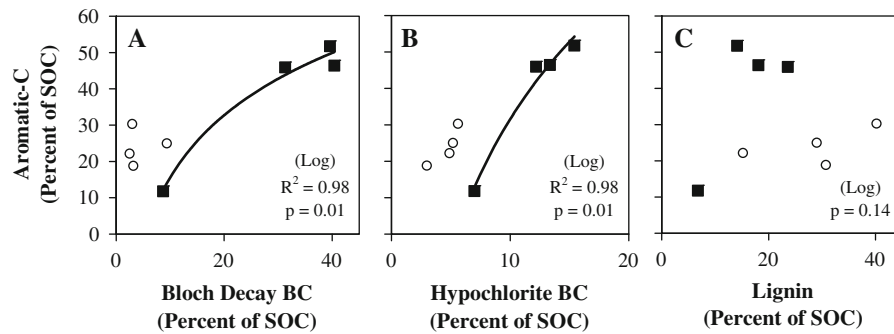 Aromatic-C
(Percent of SOC)
60
50
40
30
20
10
0
A
(Log)
R² = 0.98
p = 0.01
0
20
40
Bloch Decay BC
(Percent of SOC)
B
(Log)
R² = 0.98
p = 0.01
0
10
20
Hypochlorite BC
(Percent of SOC)
C
(Log)
p = 0.14
0
20
40
Lignin
(Percent of SOC)